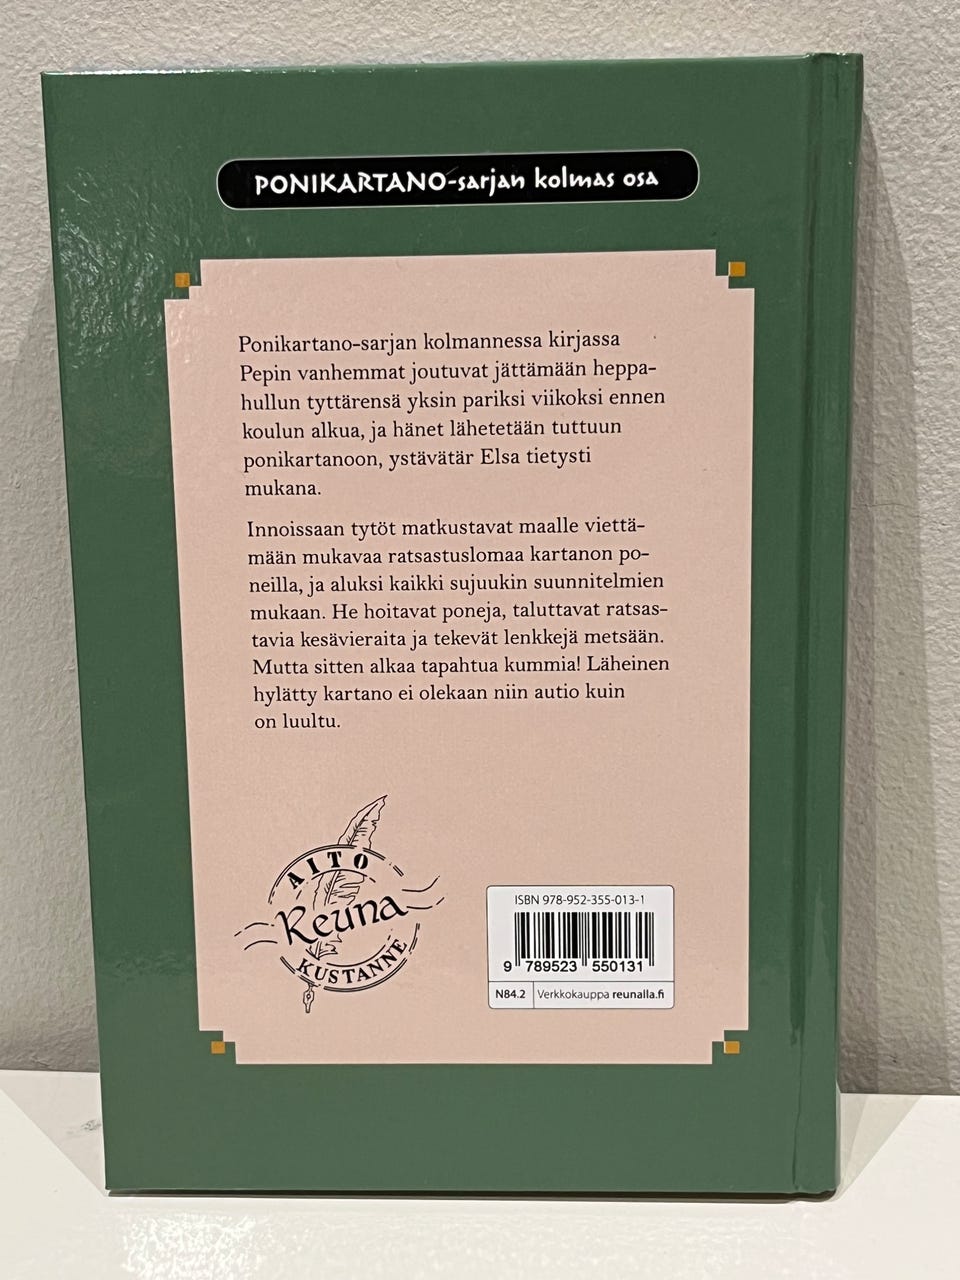 PONIKARTANO-sarjan kolmas osa
Ponikartano-sarjan kolmannessa kirjassa
Pepin vanhemmat joutuvat jättämään heppa-
hullun tyttärensä yksin pariksi viikoksi ennen
koulun alkua, ja hänet lähetetään tuttuun
ponikartanoon, ystävätär Elsa tietysti
mukana.
Innoissaan tytöt matkustavat maalle viettä-
mään mukavaa ratsastuslomaa kartanon po-
neilla, ja aluksi kaikki sujuukin suunnitelmien
mukaan. He hoitavat poneja, taluttavat ratsas-
tavia kesävieraita ja tekevät lenkkejä metsään.
Mutta sitten alkaa tapahtua kummia! Läheinen
hylätty kartano ei olekaan niin autio kuin
on luultu.
AITO
Reuna
KUSTANNE
ISBN 978-952-355-013-1
9 789523 550131
N84.2 Verkkokauppa reunalla.fi